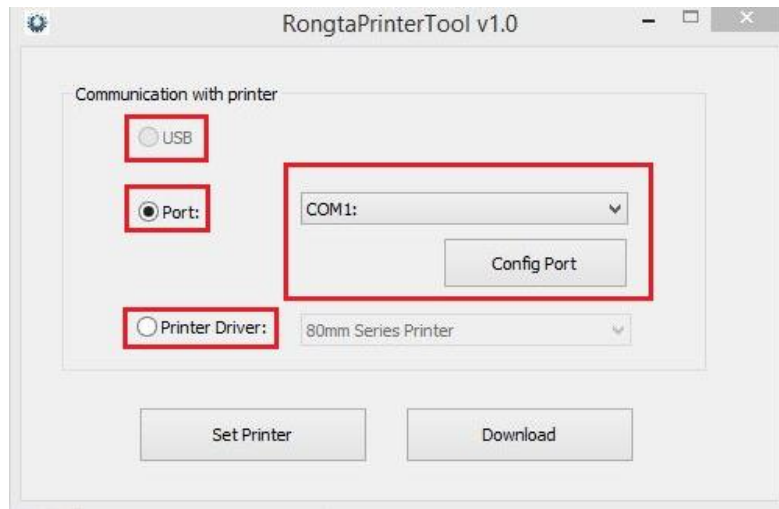 RongtaPrinterTool v1.0
Communication with printer
USB
Port:
COM1:
Config Port
Printer Driver:
80mm Series Printer
Set Printer
Download